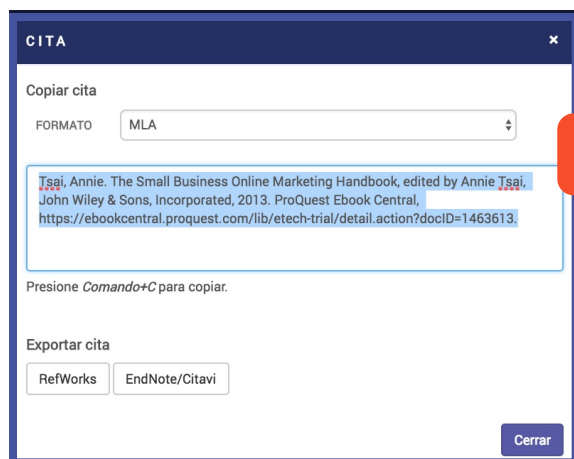 CITA ×
Copiar cita
FORMATO MLA
Tsai, Annie. The Small Business Online Marketing Handbook, edited by Annie Tsai,
John Wiley & Sons, Incorporated, 2013. ProQuest Ebook Central,
https://ebookcentral.proquest.com/lib/etech-trial/detail.action?docID=1463613.
Presione Comando+C para copiar.
Exportar cita
RefWorks EndNote/Citavi
Cerrar